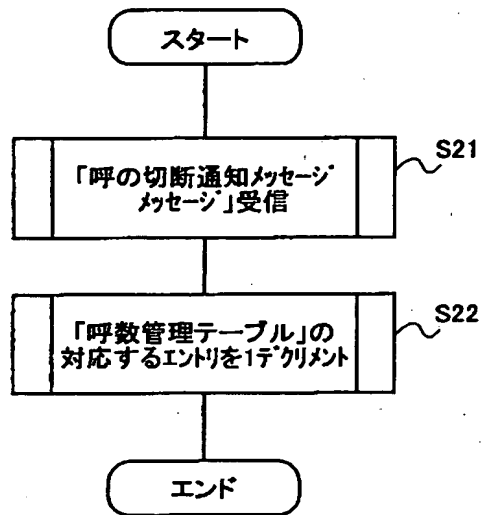 スタート
「呼の切断通知ﾒｯｾｰｼﾞ
ﾒｯｾｰｼﾞ」受信
S21
「呼数管理テーブル」の
対応するｴﾝﾄﾘを1ﾃﾞｸﾘﾒﾝﾄ
S22
エンド